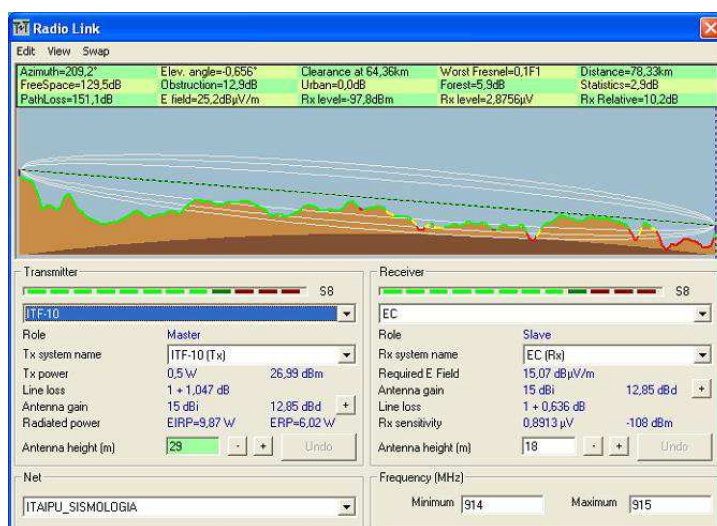 Radio Link
Edit View Swap
Azimuth=209,2° Elev. angle=-0,656° Clearance at 64,36km Worst Fresnel=0,1F1 Distance=78,33km
FreeSpace=129,5dB Obstruction=12,9dB Urban=0,0dB Forest=5,9dB Statistics=2,9dB
PathLoss=151,1dB E field=25,2dBµV/m Rx level=-97,8dBm Rx level=2,8756µV Rx Relative=10,2dB
Transmitter
S8
ITF-10
Role Master
Tx system name ITF-10 (Tx)
Tx power 0,5 W 26,99 dBm
Line loss 1 + 1,047 dB
Antenna gain 15 dBi 12,85 dBd +
Radiated power EIRP=9,87 W ERP=6,02 W
Antenna height (m) 29 - + Undo
Net
ITAIPU_SISMOLOGIA
Receiver
S8
EC
Role Slave
Rx system name EC (Rx)
Required E Field 15,07 dBµV/m
Antenna gain 15 dBi 12,85 dBd +
Line loss 1 + 0,636 dB
Rx sensitivity 0,8913 µV -108 dBm
Antenna height (m) 18 - + Undo
Frequency (MHz)
Minimum 914 Maximum 915